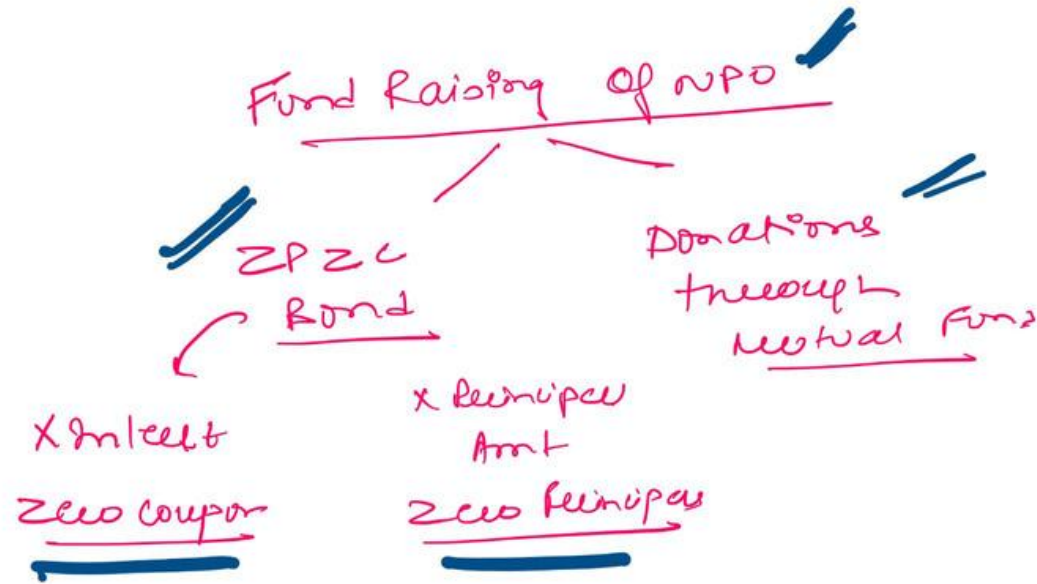 Fund Raising Of NPO
ZPZC
Bond
Donations
through
Mutual Fund
X Interest
Zero Coupon
X Principal
Amt
Zero Principal